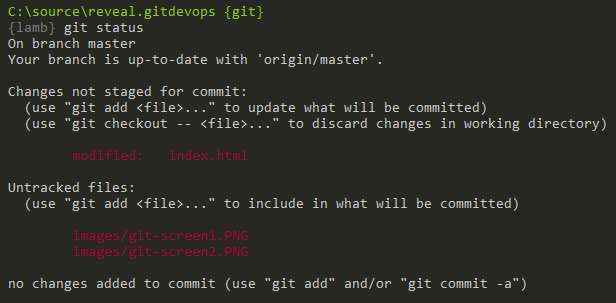 C:\source\reveal.gitdevops {git}
{lamb} git status
On branch master
Your branch is up-to-date with 'origin/master'.
Changes not staged for commit:
(use "git add <file>..." to update what will be committed)
(use "git checkout -- <file>..." to discard changes in working directory)
modified: index.html
Untracked files:
(use "git add <file>..." to include in what will be committed)
images/git-screen1.PNG
images/git-screen2.PNG
no changes added to commit (use "git add" and/or "git commit -a")